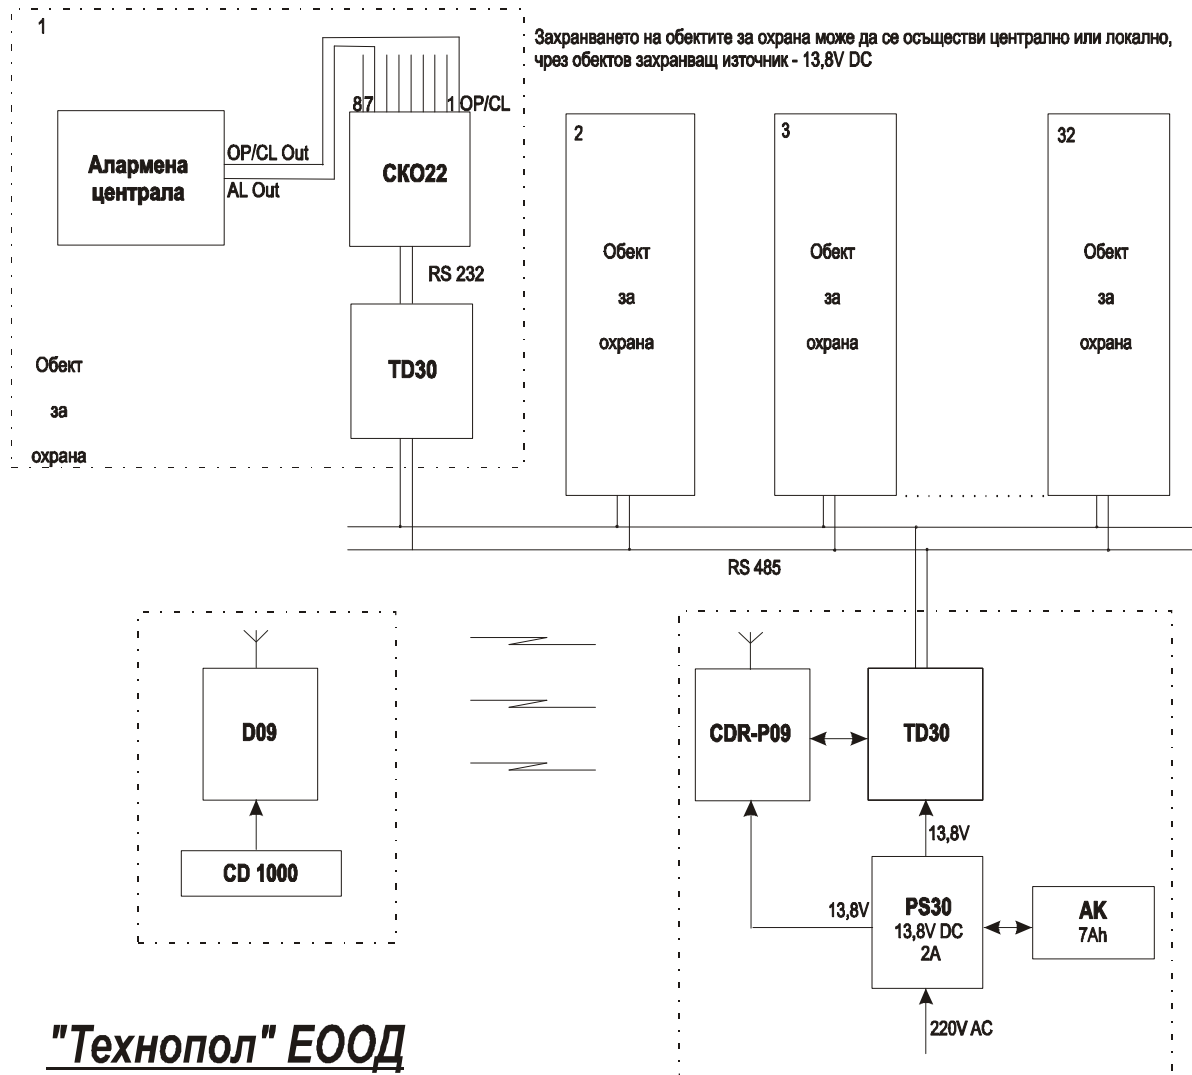 1
Захранването на обектите за охрана може да се осъществи централно или локално,
чрез обектов захранващ източник - 13,8V DC
87
1 OP/CL
Алармена
централа
OP/CL Out
AL Out
СКО22
RS 232
TD30
Обект
за
охрана
2
Обект
за
охрана
3
Обект
за
охрана
32
Обект
за
охрана
RS 485
D09
CD 1000
CDR-P09
TD30
13,8V
13,8V
PS30
13,8V DC
2A
AK
7Ah
220V AC
"Технопол" ЕООД